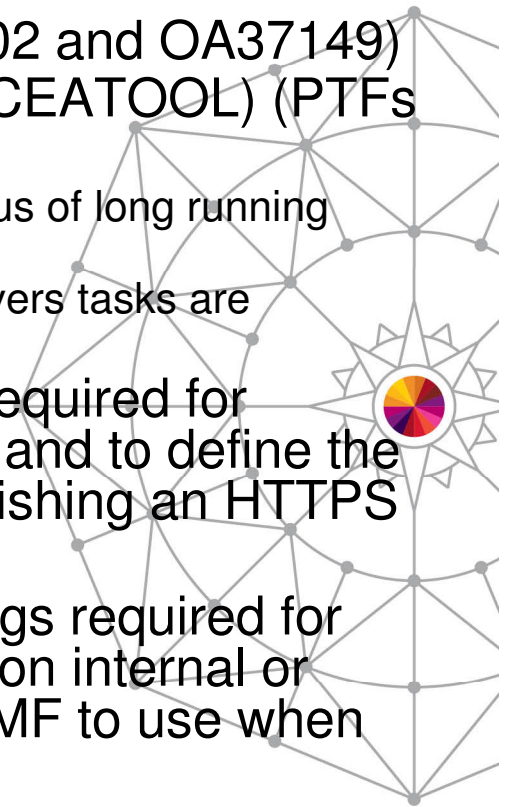 02 and OA37149)
CEATOOL) (PTFs
us of long running
vers tasks are
equired for
and to define the
ishing an HTTPS
gs required for
on internal or
MF to use when